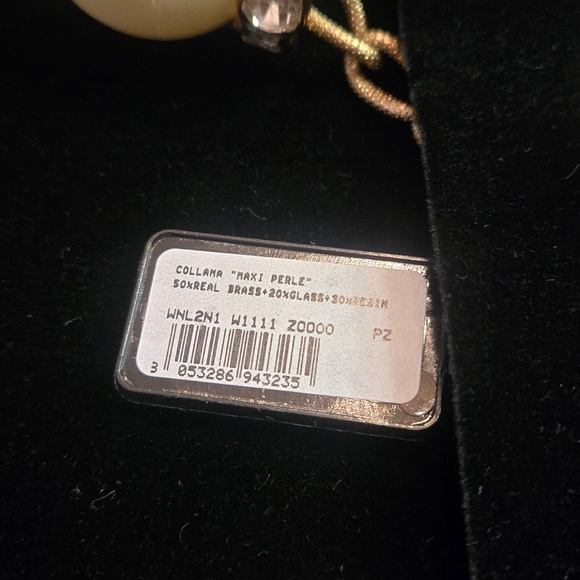 COLLANA "MAXI PERLE"
50%REAL BRASS+20%GLASS+30%RESIN
WNL2N1 W1111 Z0000 PZ
3 053286 943235